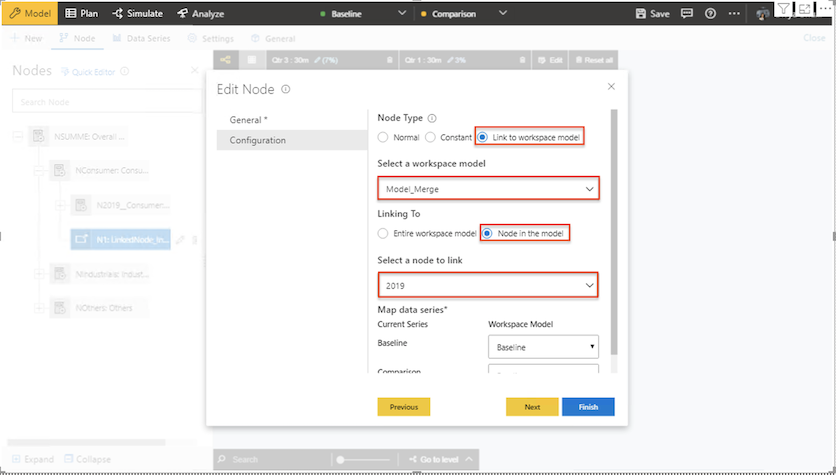 Model Plan Simulate Analyze Baseline Comparison Save
+ New Node Data Series Settings General Close
Nodes Quick Editor
Qtr 2 : 30m (7%) Qtr 1 : 30m 3% Edit Reset all
Search Node
NSUMME: Overall ...
NConsumer: Consu...
N2019__Consumer...
N1: LinkedNode_In...
NIndustrials: Indust...
NOthers: Others
Expand Collapse
Edit Node
General *
Configuration
Node Type
Normal Constant Link to workspace model
Select a workspace model
Model_Merge
Linking To
Entire workspace model Node in the model
Select a node to link
2019
Map data series*
Current Series Workspace Model
Baseline Baseline
Comparison
Previous Next Finish
Search Go to level